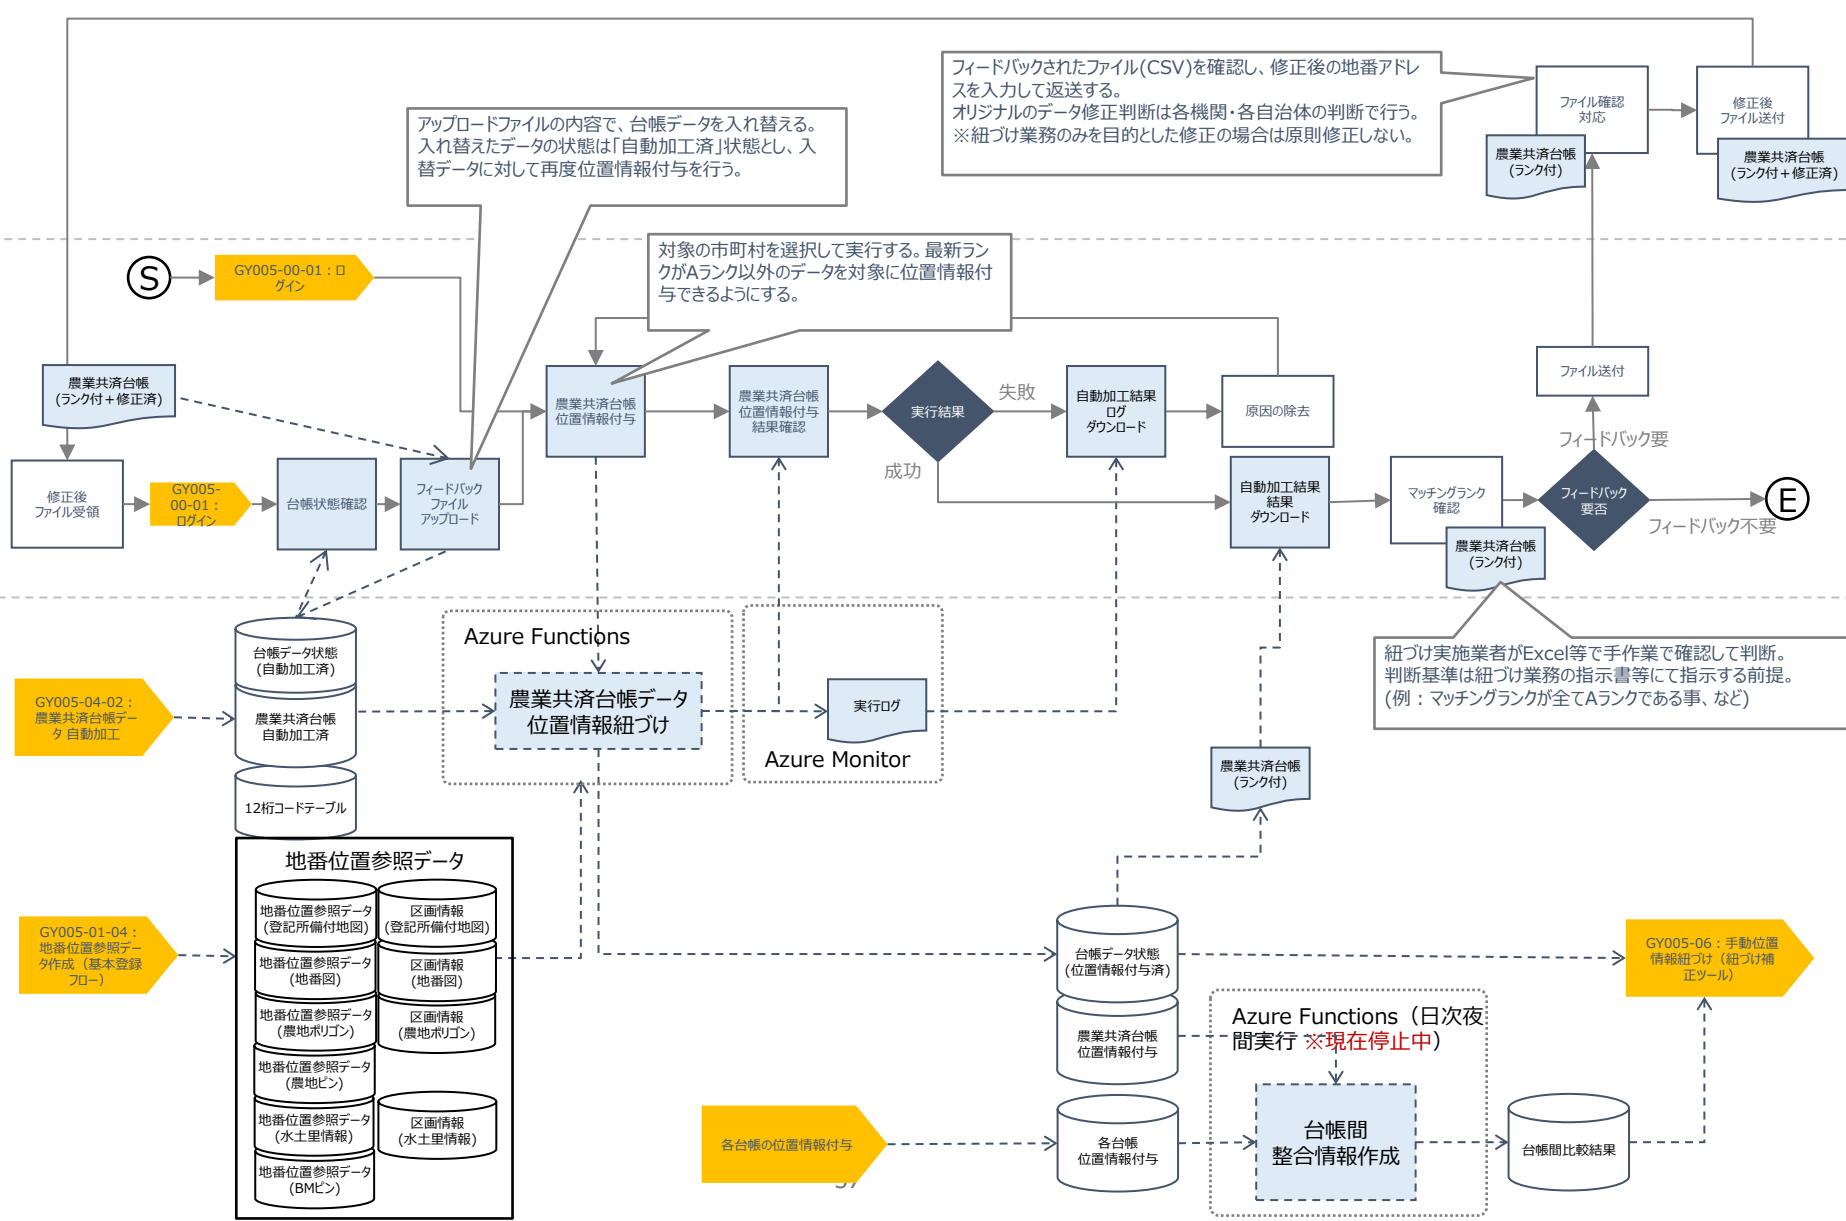 フィードバックされたファイル(CSV)を確認し、修正後の地番アドレ
スを入力して返送する。
オリジナルのデータ修正判断は各機関・各自治体の判断で行う。
※紐づけ業務のみを目的とした修正の場合は原則修正しない。
ファイル確認
対応
修正後
ファイル送付
農業共済台帳
(ランク付)
農業共済台帳
(ランク付＋修正済)
アップロードファイルの内容で、台帳データを入れ替える。
入れ替えたデータの状態は「自動加工済」状態とし、入
替データに対して再度位置情報付与を行う。
対象の市町村を選択して実行する。最新ラン
クがAランク以外のデータを対象に位置情報付
与できるようにする。
S
GY005-00-01：ロ
グイン
農業共済台帳
(ランク付＋修正済)
農業共済台帳
位置情報付与
農業共済台帳
位置情報付与
結果確認
実行結果
失敗
成功
自動加工結果
ログ
ダウンロード
原因の除去
ファイル送付
フィードバック要
修正後
ファイル受領
GY005-
00-01：
ログイン
台帳状態確認
フィードバック
ファイル
アップロード
自動加工結果
結果
ダウンロード
マッチングランク
確認
フィードバック
要否
E
フィードバック不要
農業共済台帳
(ランク付)
紐づけ実施業者がExcel等で手作業で確認して判断。
判断基準は紐づけ業務の指示書等にて指示する前提。
(例：マッチングランクが全てAランクである事、など)
GY005-04-02：
農業共済台帳デー
タ 自動加工
台帳データ状態
(自動加工済)
農業共済台帳
自動加工済
12桁コードテーブル
Azure Functions
農業共済台帳データ
位置情報紐づけ
実行ログ
Azure Monitor
農業共済台帳
(ランク付)
GY005-01-04：
地番位置参照デー
タ作成（基本登録
フロー）
地番位置参照データ
地番位置参照データ
(登記所備付地図)
区画情報
(登記所備付地図)
地番位置参照データ
(地番図)
区画情報
(地番図)
地番位置参照データ
(農地ポリゴン)
区画情報
(農地ポリゴン)
地番位置参照データ
(農地ピン)
地番位置参照データ
(水土里情報)
区画情報
(水土里情報)
地番位置参照データ
(BMピン)
台帳データ状態
(位置情報付与済)
農業共済台帳
位置情報付与
GY005-06：手動位置
情報紐づけ（紐づけ補
正ツール）
Azure Functions（日次夜
間実行 ※現在停止中）
各台帳の位置情報付与
各台帳
位置情報付与
台帳間
整合情報作成
台帳間比較結果